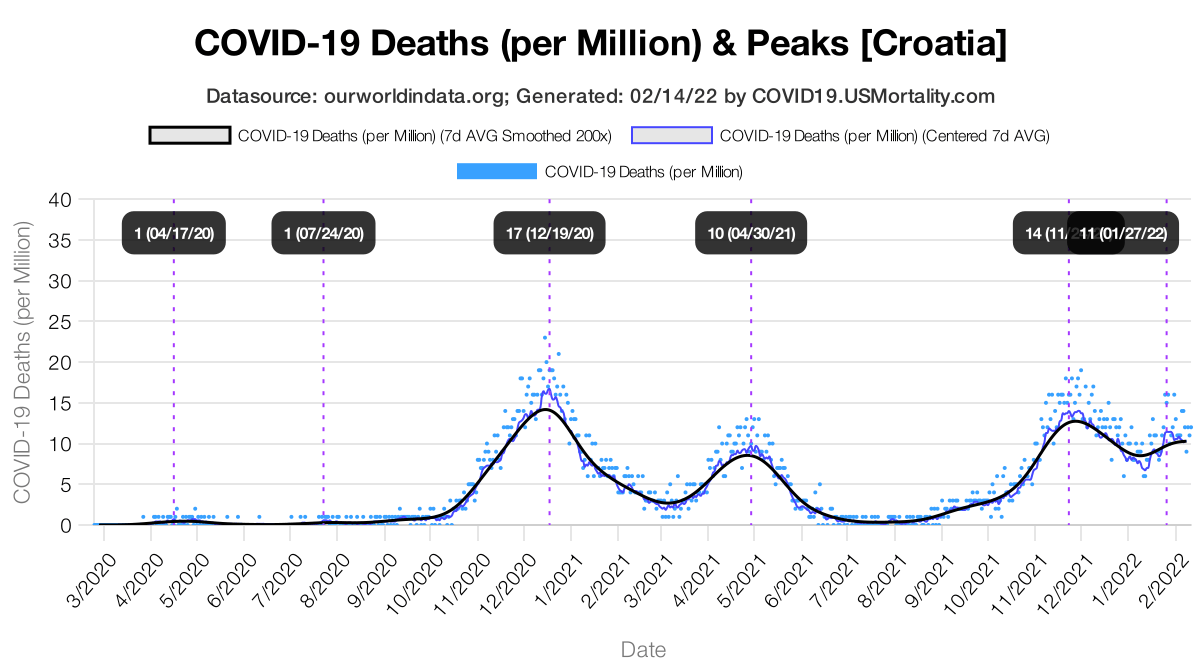 COVID-19 Deaths (per Million) & Peaks [Croatia]
Datasource: ourworldindata.org; Generated: 02/14/22 by COVID19.USMortality.com
COVID-19 Deaths (per Million) (7d AVG Smoothed 200x) COVID-19 Deaths (per Million) (Centered 7d AVG)
COVID-19 Deaths (per Million)
COVID-19 Deaths (per Million)
40
35
30
25
20
15
10
5
0
1 (04/17/20) 1 (07/24/20) 17 (12/19/20) 10 (04/30/21) 14 (11/ 11 (01/27/22)
3/2020 4/2020 5/2020 6/2020 7/2020 8/2020 9/2020 10/2020 11/2020 12/2020 1/2021 2/2021 3/2021 4/2021 5/2021 6/2021 7/2021 8/2021 9/2021 10/2021 11/2021 12/2021 1/2022 2/2022
Date